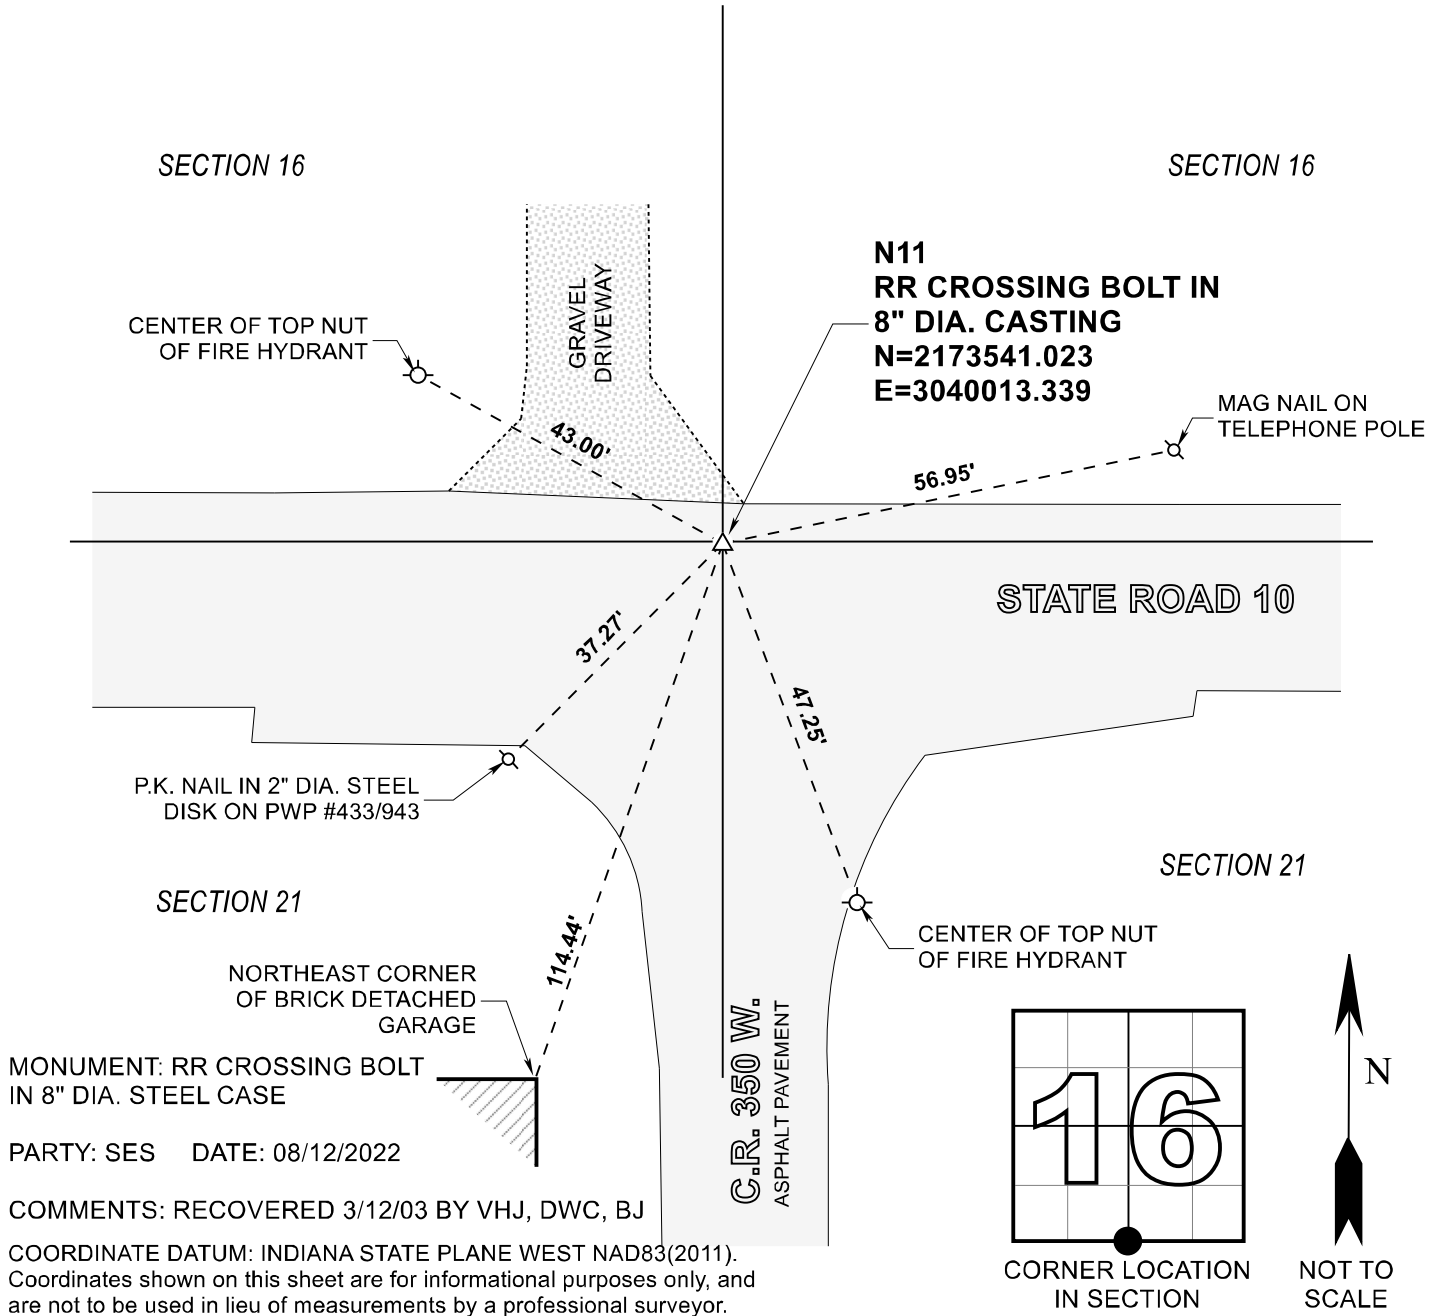 SECTION 16
SECTION 16
N11
RR CROSSING BOLT IN
8" DIA. CASTING
N=2173541.023
E=3040013.339
GRAVEL
DRIVEWAY
CENTER OF TOP NUT
OF FIRE HYDRANT
MAG NAIL ON
TELEPHONE POLE
43.00'
56.95'
STATE ROAD 10
37.27'
47.25'
P.K. NAIL IN 2" DIA. STEEL
DISK ON PWP #433/943
SECTION 21
SECTION 21
114.44'
CENTER OF TOP NUT
OF FIRE HYDRANT
NORTHEAST CORNER
OF BRICK DETACHED
GARAGE
C.R. 350 W.
ASPHALT PAVEMENT
MONUMENT: RR CROSSING BOLT
IN 8" DIA. STEEL CASE
PARTY: SES DATE: 08/12/2022
COMMENTS: RECOVERED 3/12/03 BY VHJ, DWC, BJ
COORDINATE DATUM: INDIANA STATE PLANE WEST NAD83(2011).
Coordinates shown on this sheet are for informational purposes only, and
are not to be used in lieu of measurements by a professional surveyor.
16
CORNER LOCATION
IN SECTION
N
NOT TO
SCALE